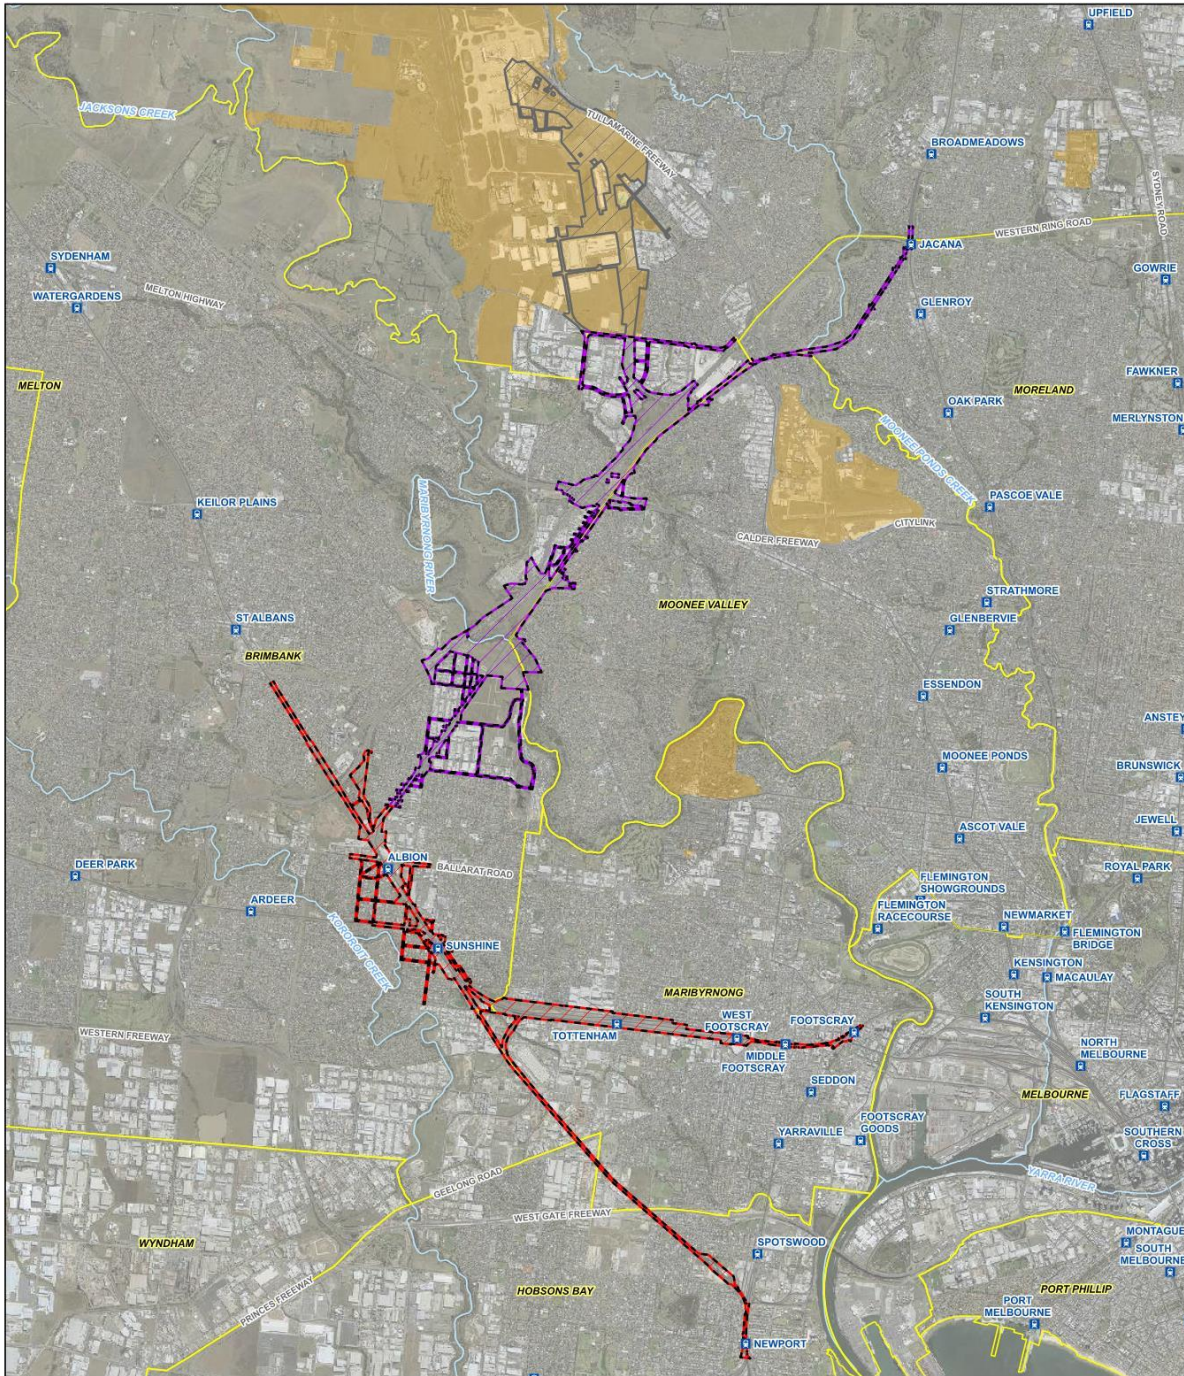 UPFIELD
JACKSONS CREEK
TULLAMARINE FREEWAY
BROADMEADOWS
SYDNEY ROAD
WESTERN RING ROAD
JACANA
SYDENHAM
GOWRIE
MELTON HIGHWAY
WATERGARDENS
GLENROY
FAWKNER
MELTON
MORELAND
OAK PARK
MERLYNSTON
MOONEE PONDS CREEK
MARIBYRNONG RIVER
KEILOR PLAINS
PASCOE VALE
CITYLINK
CALDER FREEWAY
STRATHMORE
MOONEE VALLEY
ST ALBANS
GLENBERVIE
BRIMBANK
ESSENDON
ANSTEY
MOONEE PONDS
BRUNSWICK
JEWELL
ASCOT VALE
ALBION
DEER PARK
BALLARAT ROAD
ROYAL PARK
FLEMINGTON
SHOWGROUNDS
ARDEER
FLEMINGTON
RACECOURSE
NEWMARKET
KOROROIT CREEK
FLEMINGTON
BRIDGE
SUNSHINE
KENSINGTON
MACAULAY
MARIBYRNONG
SOUTH
KENSINGTON
WEST
FOOTSCRAY
FOOTSCRAY
WESTERN FREEWAY
TOTTENHAM
MIDDLE
FOOTSCRAY
NORTH
MELBOURNE
SEDDON
MELBOURNE
FLAGSTAFF
FOOTSCRAY
GOODS
YARRAVILLE
SOUTHERN
CROSS
YARRA RIVER
GEELONG ROAD
WEST GATE FREEWAY
MONTAGUE
WYNDHAM
SPOTSWOOD
SOUTH
MELBOURNE
HOBSONS BAY
PORT PHILLIP
PRINCES FREEWAY
PORT
MELBOURNE
NEWPORT